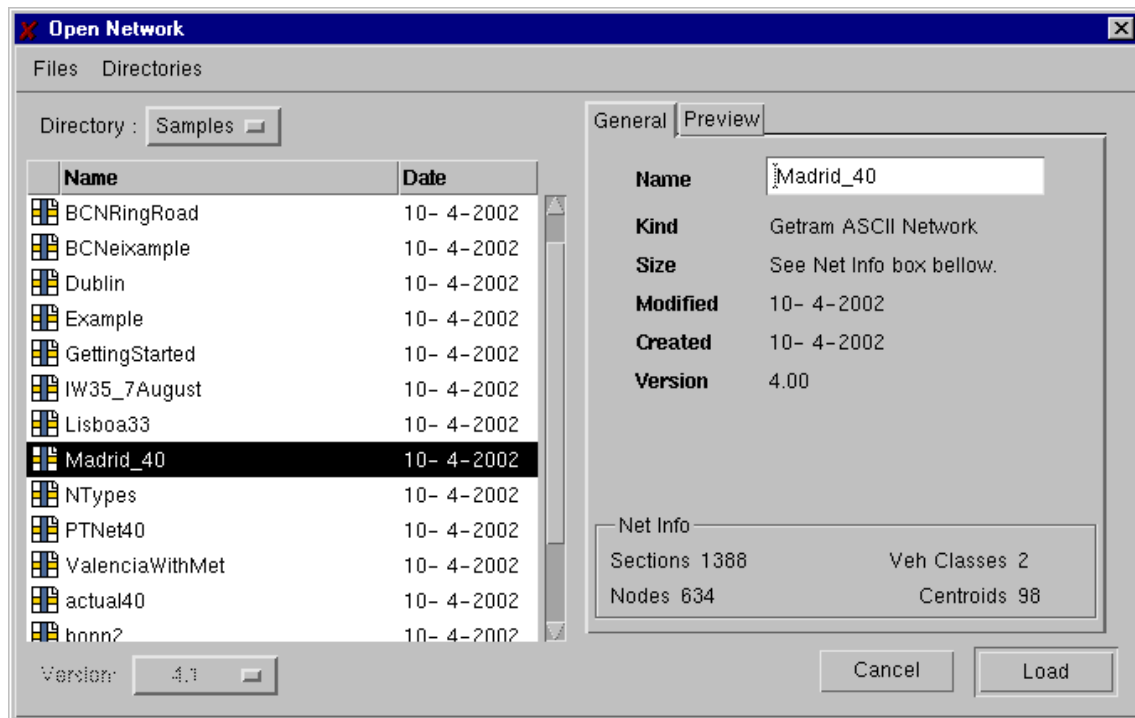 Open Network
Files Directories
Directory : Samples
Name Date
BCNRingRoad 10- 4-2002
BCNeixample 10- 4-2002
Dublin 10- 4-2002
Example 10- 4-2002
GettingStarted 10- 4-2002
IW35_7August 10- 4-2002
Lisboa33 10- 4-2002
Madrid_40 10- 4-2002
NTypes 10- 4-2002
PTNet40 10- 4-2002
ValenciaWithMet 10- 4-2002
actual40 10- 4-2002
bonn2 10- 4-2002
Version: 4.1
General Preview
Name Madrid_40
Kind Getram ASCII Network
Size See Net Info box bellow.
Modified 10- 4-2002
Created 10- 4-2002
Version 4.00
Net Info
Sections 1388 Veh Classes 2
Nodes 634 Centroids 98
Cancel Load